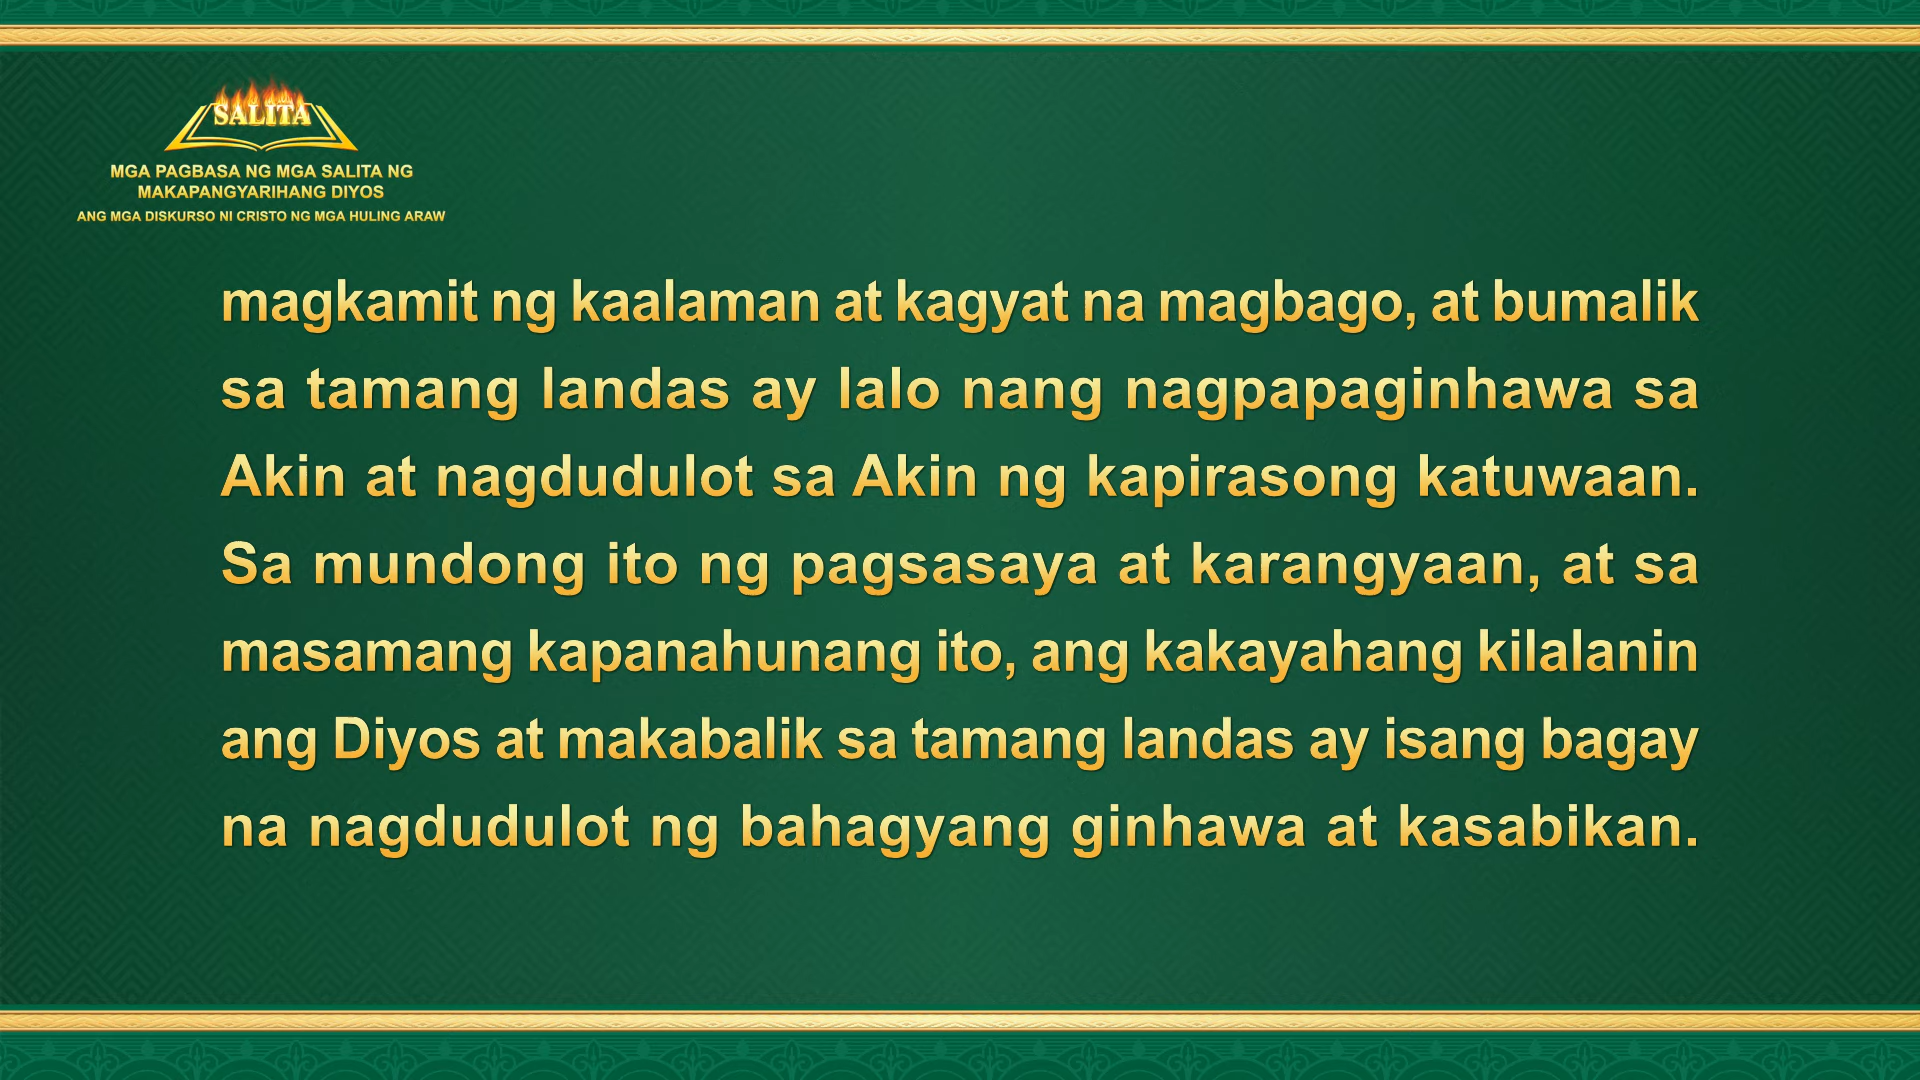 SALITA
MGA PAGBASA NG MGA SALITA NG
MAKAPANGYARIHANG DIYOS
ANG MGA DISKURSO NI CRISTO NG MGA HULING ARAW
magkamit ng kaalaman at kagyat na magbago, at bumalik
sa tamang landas ay lalo nang nagpapaginhawa sa
Akin at nagdudulot sa Akin ng kapirasong katuwaan.
Sa mundong ito ng pagsasaya at karangyaan, at sa
masamang kapanahunang ito, ang kakayahang kilalanin
ang Diyos at makabalik sa tamang landas ay isang bagay
na nagdudulot ng bahagyang ginhawa at kasabikan.